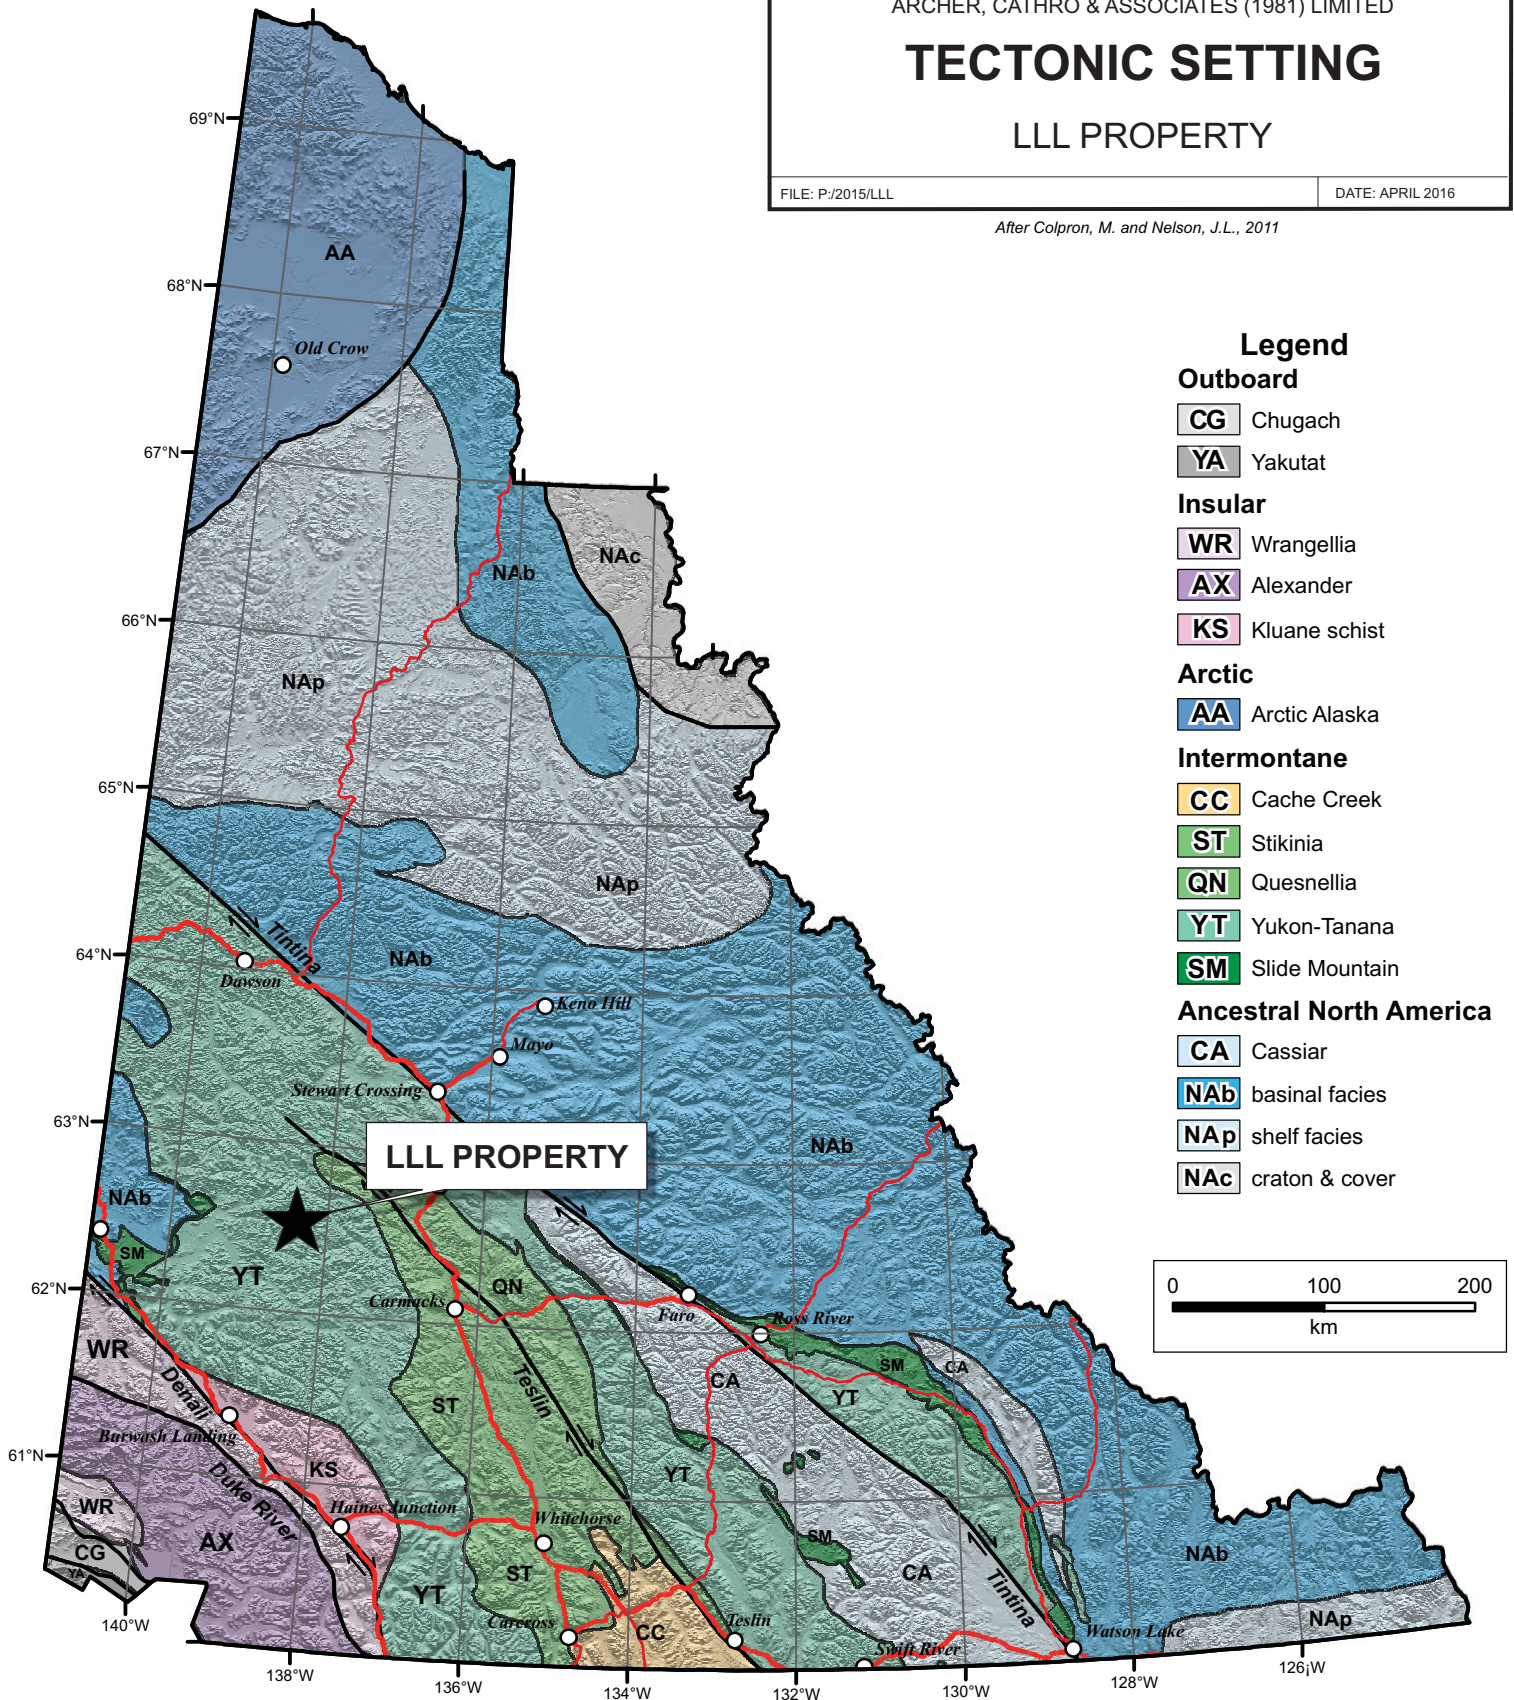 ARCHER, CATHRO & ASSOCIATES (1981) LIMITED
TECTONIC SETTING
LLL PROPERTY
FILE: P:/2015/LLL
DATE: APRIL 2016
After Colpron, M. and Nelson, J.L., 2011
Legend
Outboard
CG Chugach
YA Yakutat
Insular
WR Wrangellia
AX Alexander
KS Kluane schist
Arctic
AA Arctic Alaska
Intermontane
CC Cache Creek
ST Stikinia
QN Quesnellia
YT Yukon-Tanana
SM Slide Mountain
Ancestral North America
CA Cassiar
NAb basinal facies
NAp shelf facies
NAc craton & cover
0 100 200
km
69°N
AA
68°N
Old Crow
67°N
NAc
NAb
66°N
NAp
65°N
NAp
Tintina
64°N
NAb
Dawson
Keno Hill
Mayo
Stewart Crossing
63°N
NAb
LLL PROPERTY
NAb
SM
YT
62°N
QN
Carmacks
Faro
Ross River
WR
SM
CA
Denali
Teslin
CA
YT
ST
Burwash Landing
61°N
KS
YT
Duke River
WR
Haines Junction
Whitehorse
AX
SM
CG
NAb
YA
ST
CA
YT
Tintina
140°W
Carcross
CC
Teslin
Swift River
Watson Lake
NAp
138°W
136°W
134°W
132°W
130°W
128°W
126¡W